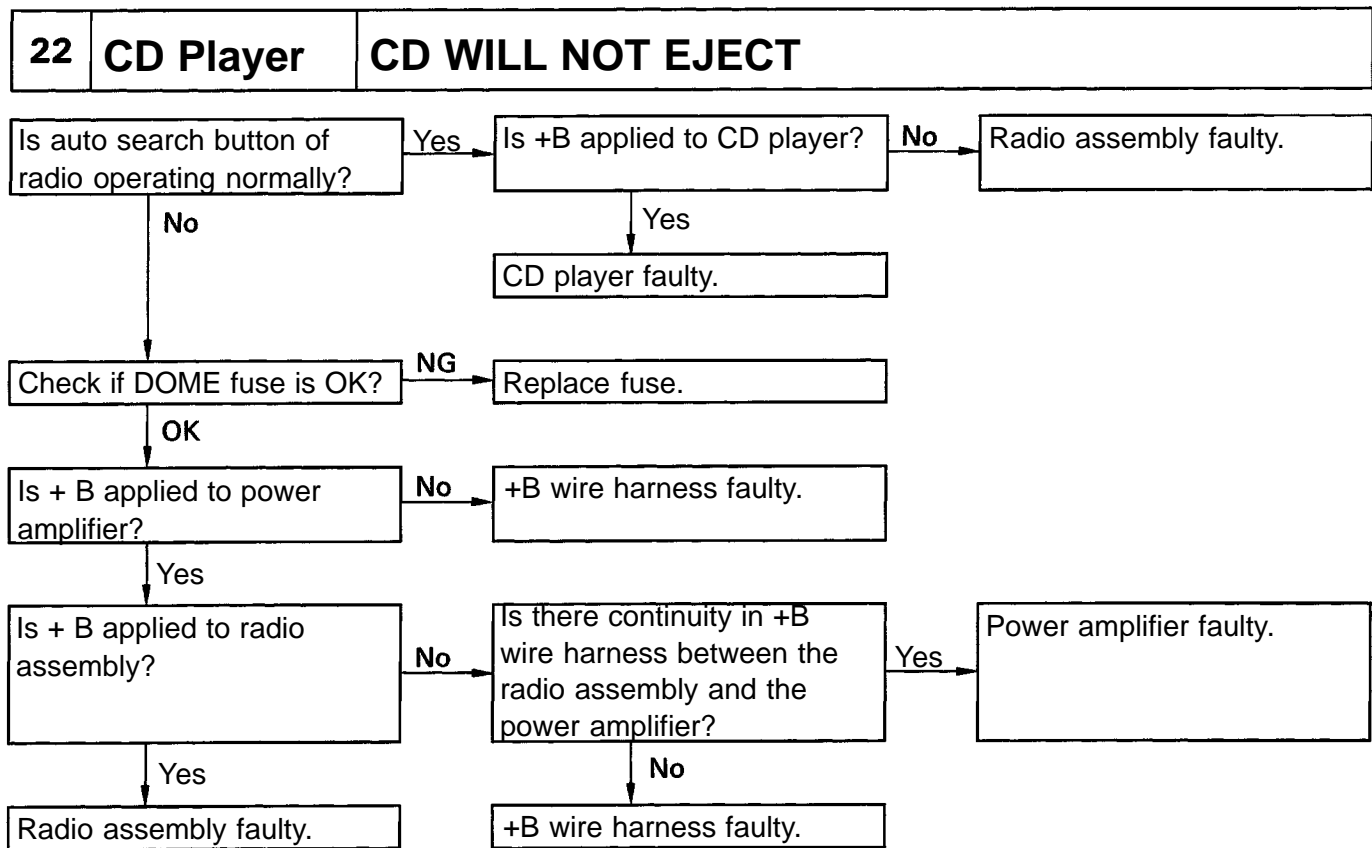 22 CD Player CD WILL NOT EJECT
Is auto search button of
radio operating normally?
Yes
Is +B applied to CD player?
No
Radio assembly faulty.
No
Yes
CD player faulty.
Check if DOME fuse is OK?
NG
Replace fuse.
OK
Is + B applied to power
amplifier?
No
+B wire harness faulty.
Yes
Is + B applied to radio
assembly?
No
Is there continuity in +B
wire harness between the
radio assembly and the
power amplifier?
Yes
Power amplifier faulty.
Yes
No
Radio assembly faulty.
+B wire harness faulty.